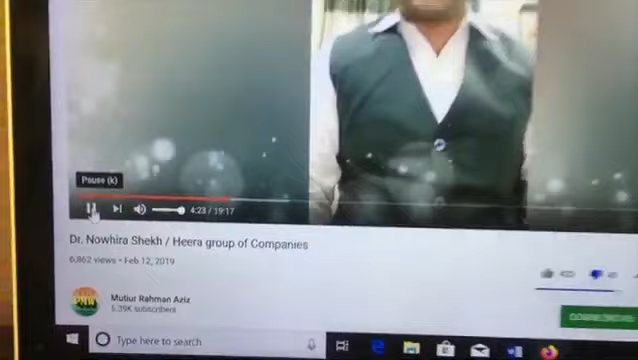 Pause (k)
4:23 / 19:17
Dr. Nowhira Shekh / Heera group of Companies
6,862 views • Feb 12, 2019
Mutiur Rahman Aziz
5.39K subscribers
Type here to search